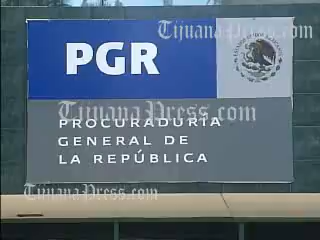 TijuanaPress.com
PGR
TijuanaPress.com
PROCURADURÍA
GENERAL DE
LA REPÚBLICA
TijuanaPress.com